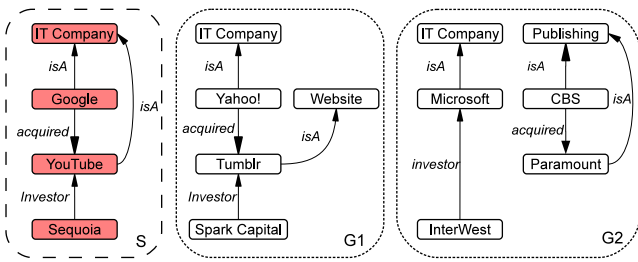 IT Company
isA
Google
acquired
isA
YouTube
Investor
Sequoia
S
IT Company
isA
Yahoo!
Website
acquired
isA
Tumblr
Investor
Spark Capital
G1
IT Company
Publishing
isA
isA
Microsoft
CBS
isA
acquired
investor
Paramount
InterWest
G2